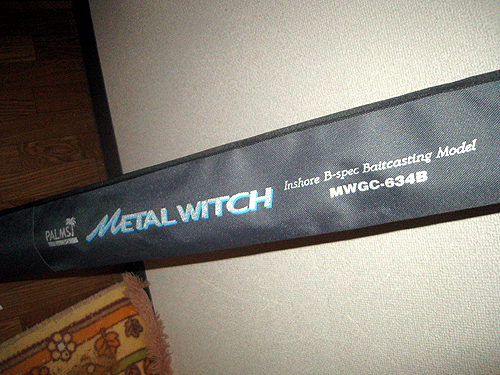 PALMS
METAL WITCH
Inshore B-spec Baitcasting Model
MWGC-634B